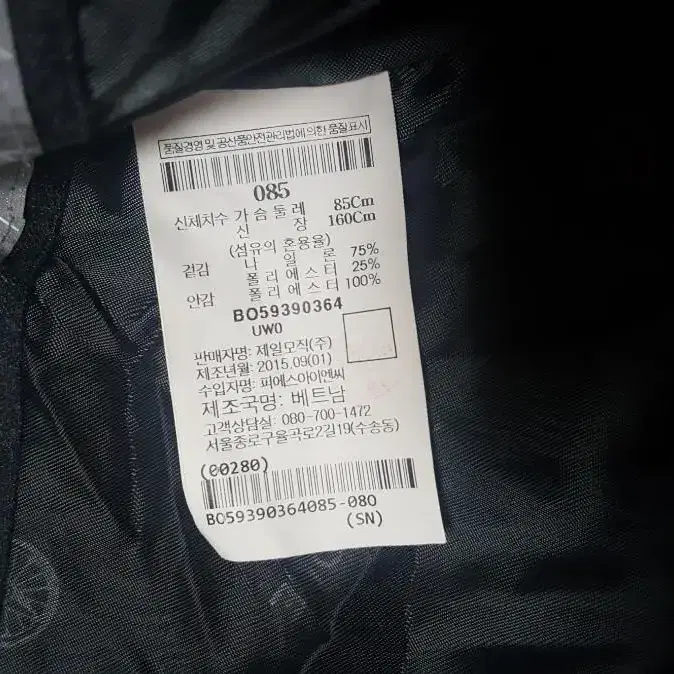 품질경영 및 공산품안전관리법에 의한 품질표시
085
신체치수 가 슴 둘 레 85Cm
신 장 160Cm
(섬유의 혼용율)
겉감 나 일 론 75%
폴 리 에 스 터 25%
안감 폴 리 에 스 터 100%
BO59390364
UWO
판매자명: 제일모직(주)
제조년월: 2015.09(01)
수입자명: 피에스아이엔씨
제조국명: 베트남
고객상담실: 080-700-1472
서울종로구율곡로2길19(수송동)
(00280)
BO59390364085-080
(SN)